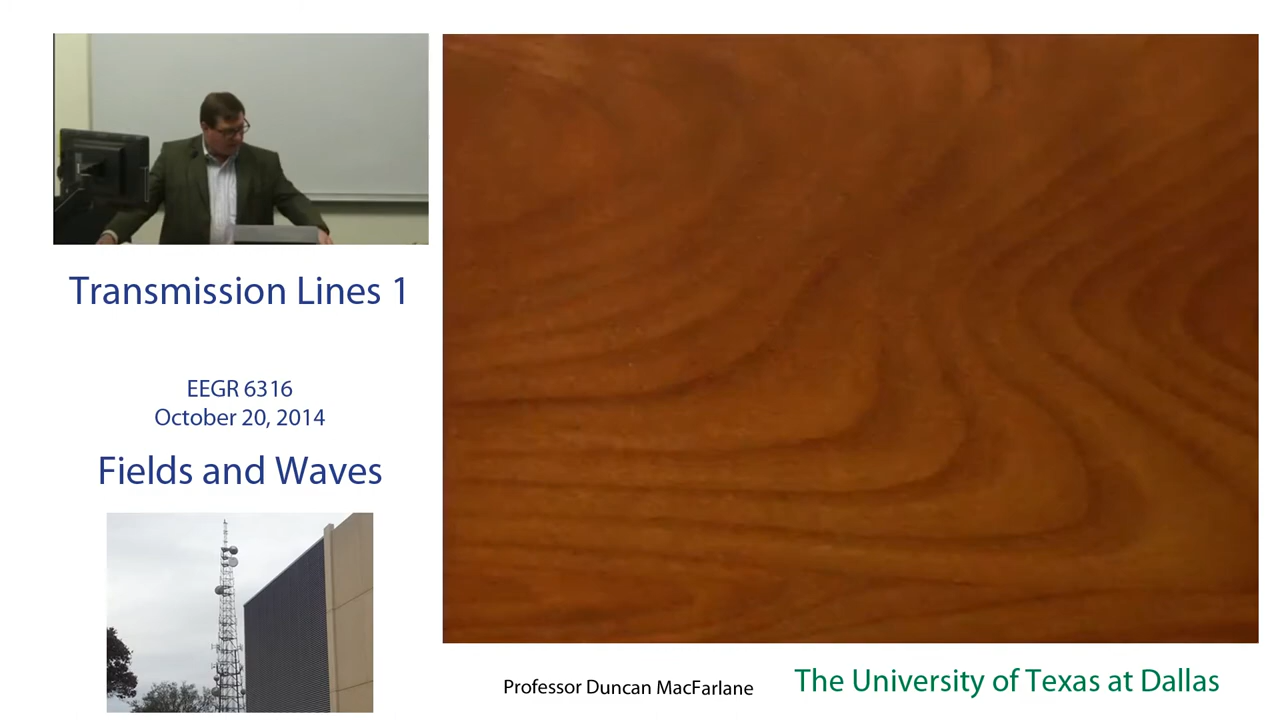 Transmission Lines 1
EEGR 6316
October 20, 2014
Fields and Waves
Professor Duncan MacFarlane
The University of Texas at Dallas